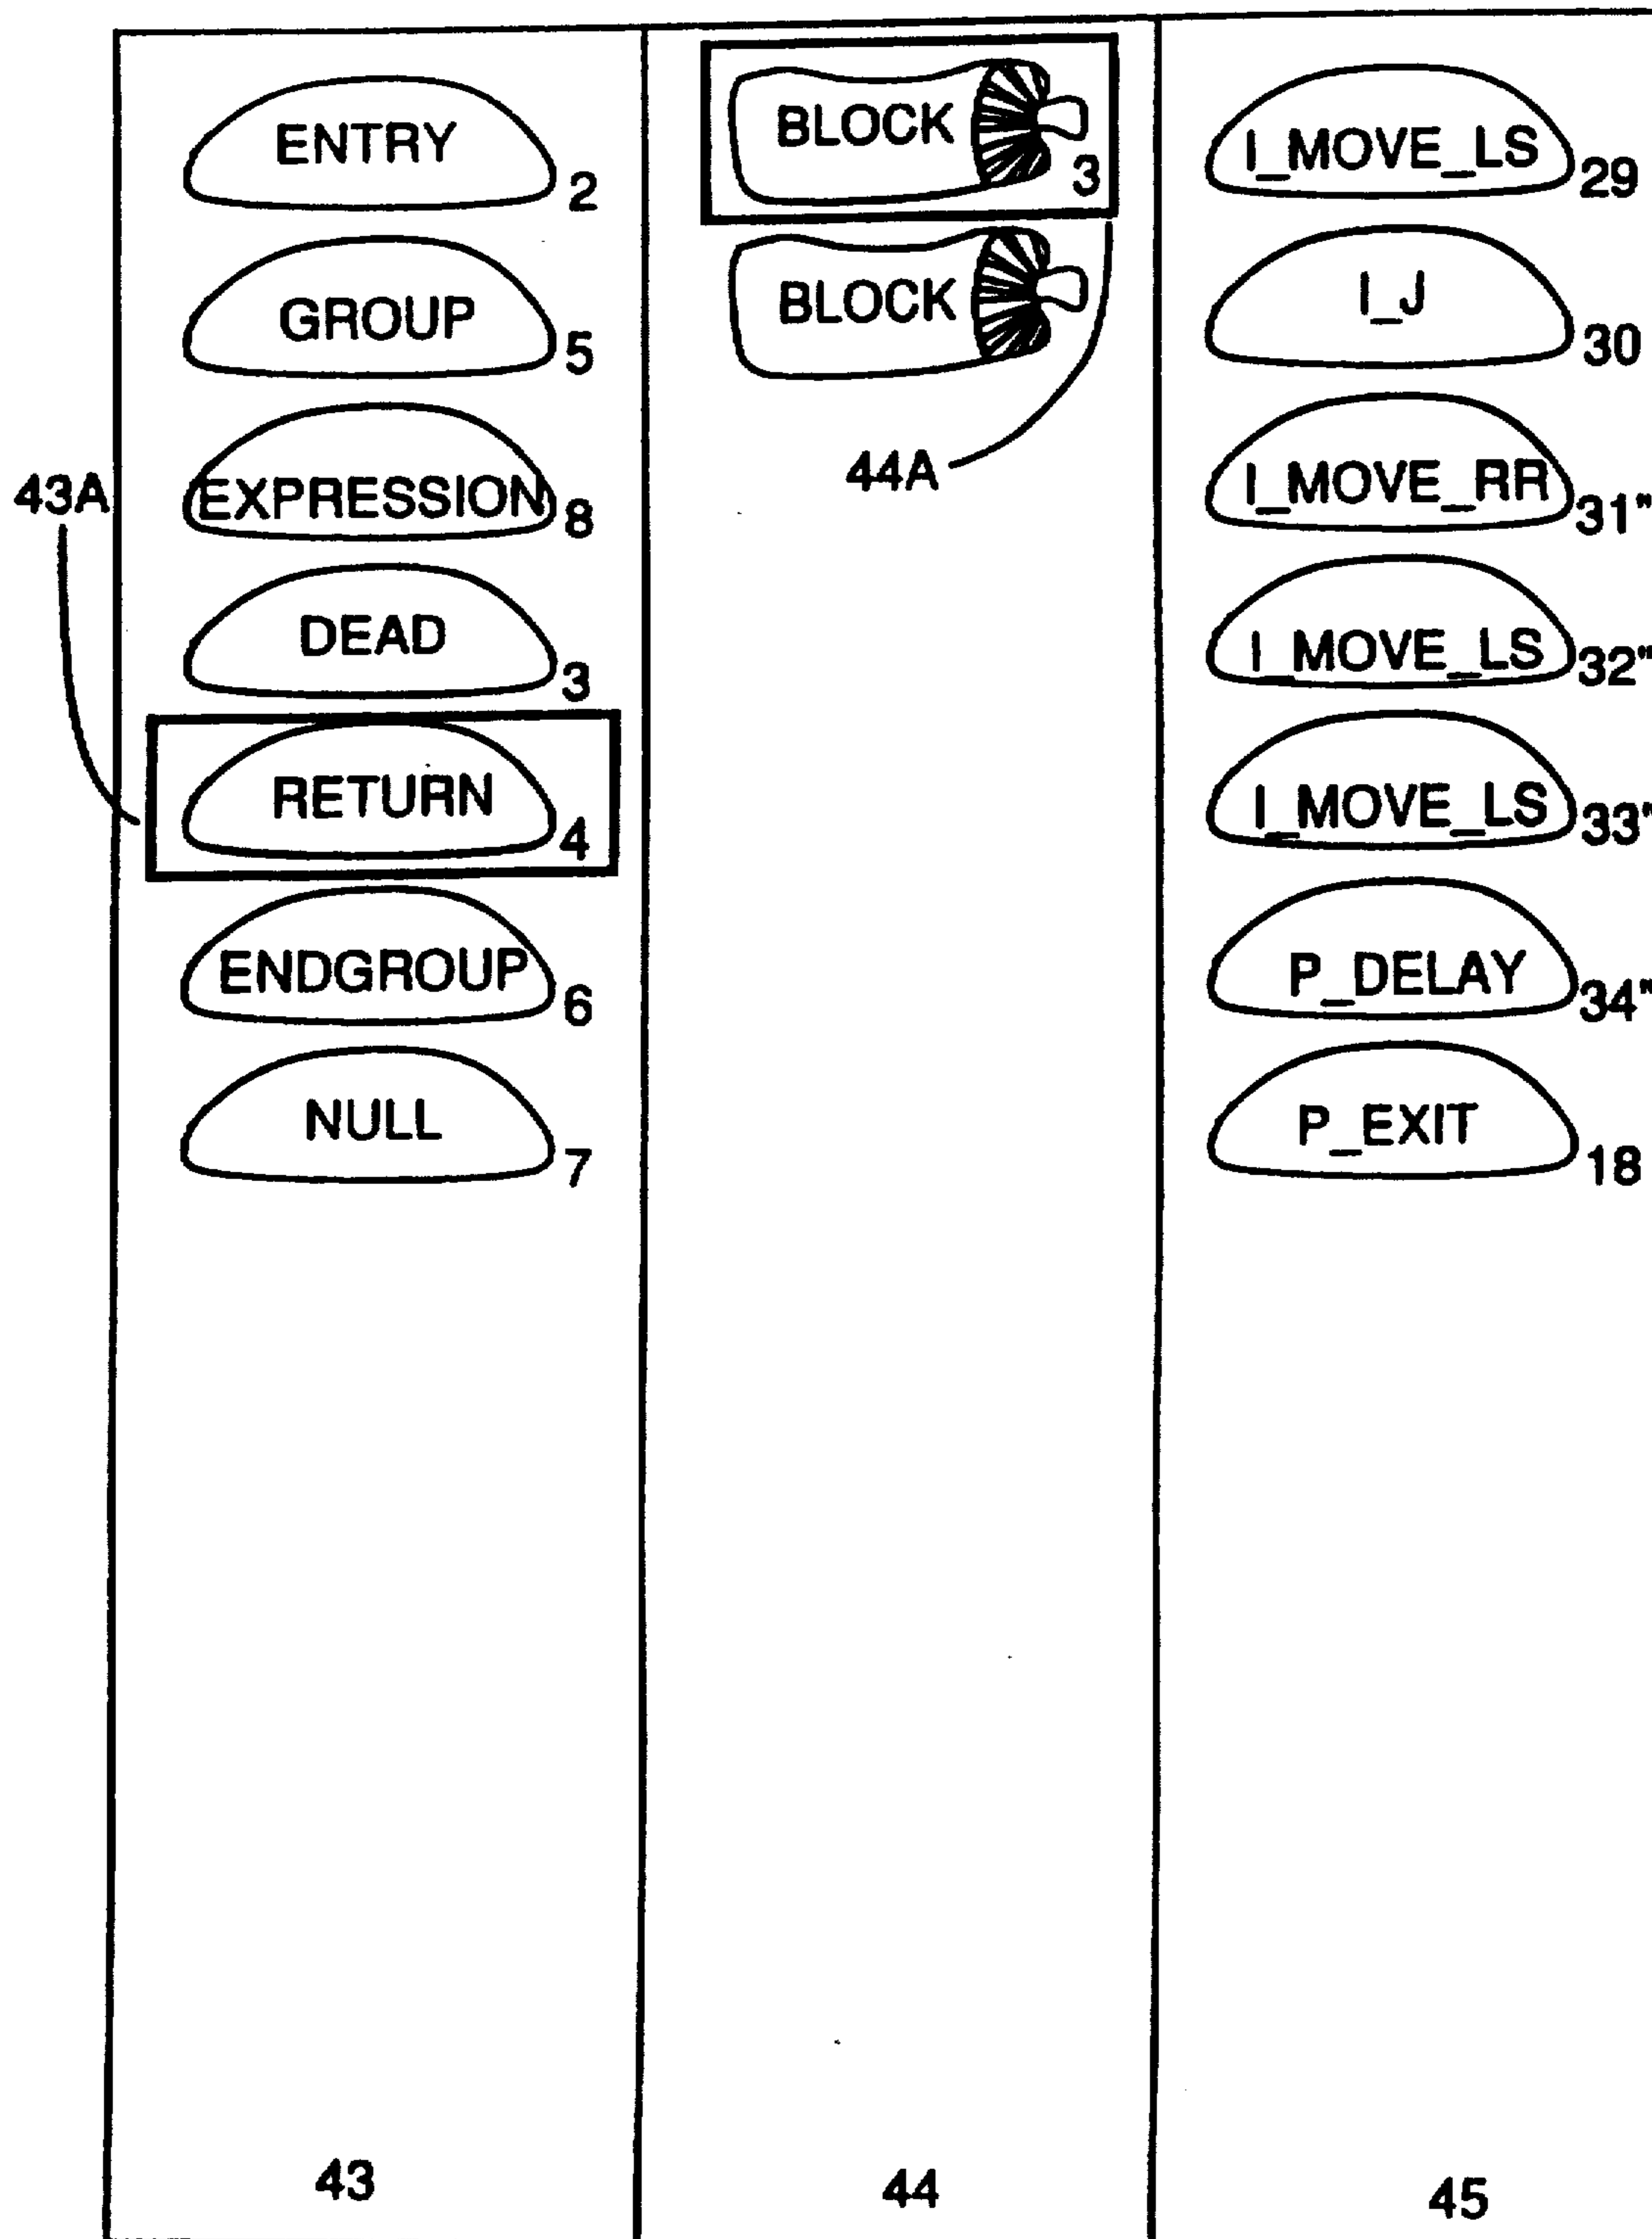 ENTRY
2
GROUP
5
43A
EXPRESSION
8
DEAD
3
RETURN
4
ENDGROUP
6
NULL
7
43
BLOCK
3
BLOCK
44A
44
I_MOVE_LS
29
I_J
30
I_MOVE_RR
31"
I_MOVE_LS
32"
I_MOVE_LS
33"
P_DELAY
34"
P_EXIT
18
45